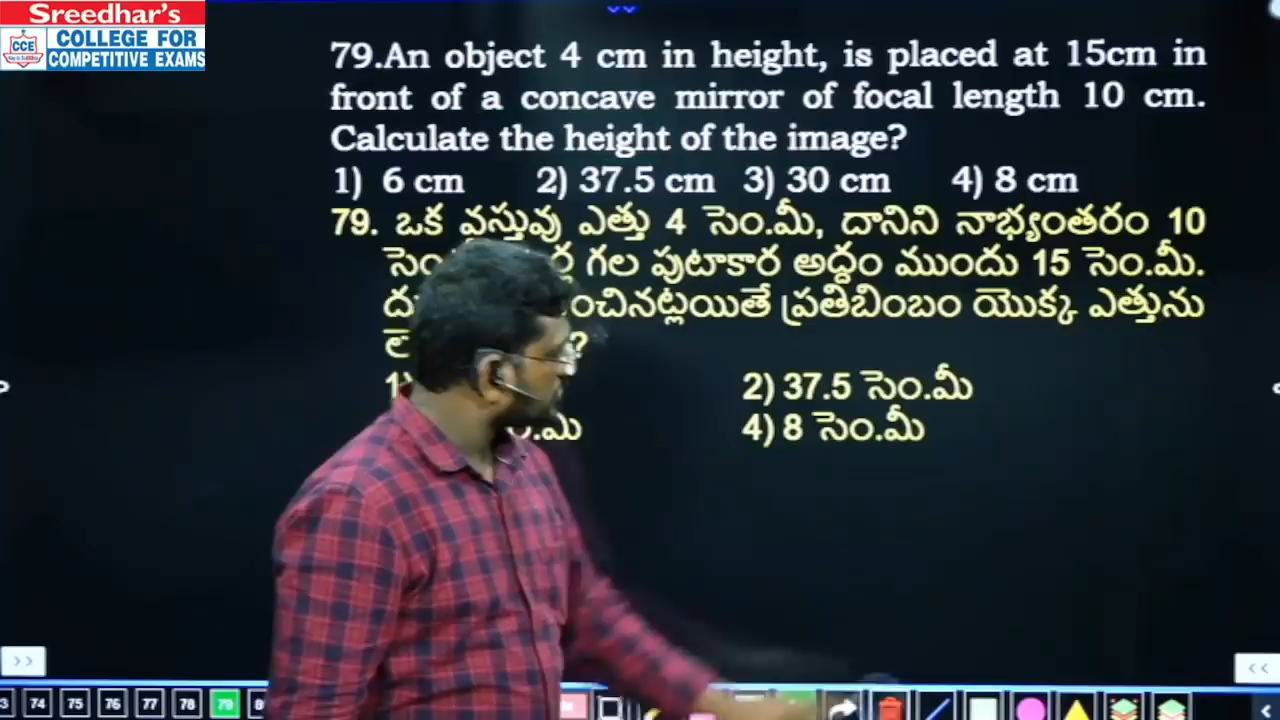 Sreedhar's
CCE
COLLEGE FOR
COMPETITIVE EXAMS
79.An object 4 cm in height, is placed at 15cm in
front of a concave mirror of focal length 10 cm.
Calculate the height of the image?
1) 6 cm 2) 37.5 cm 3) 30 cm 4) 8 cm
79. ఒక వస్తువు ఎత్తు 4 సెం.మీ, దానిని నాభ్యంతరం 10
గల పుటాకార అద్దం ముందు 15 సెం.మీ.
ప్రతిబింబం యొక్క ఎత్తును
2) 37.5 సెం.మీ
4) 8 సెం.మీ
74 75 76 77 78 79